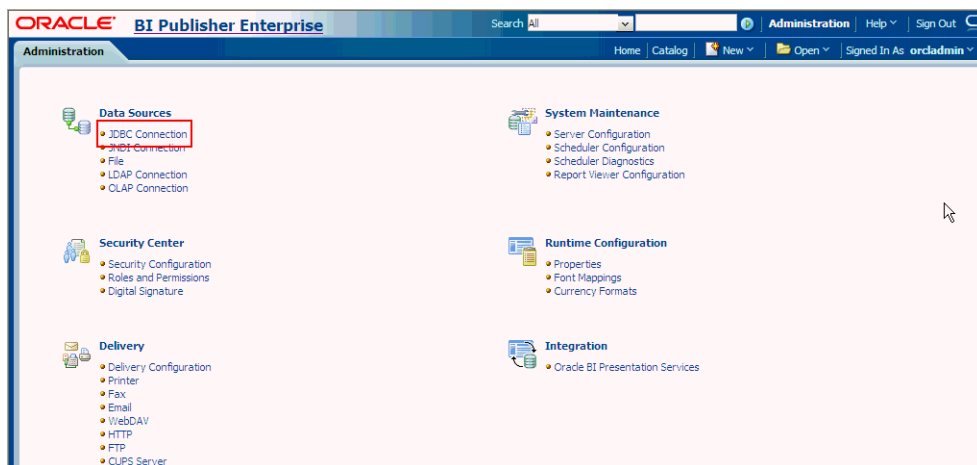 ORACLE BI Publisher Enterprise
Search All
Administration Help Sign Out
Administration
Home Catalog New Open Signed In As orcladmin
Data Sources
JDBC Connection
JNDI Connection
File
LDAP Connection
OLAP Connection
System Maintenance
Server Configuration
Scheduler Configuration
Scheduler Diagnostics
Report Viewer Configuration
Security Center
Security Configuration
Roles and Permissions
Digital Signature
Runtime Configuration
Properties
Font Mappings
Currency Formats
Delivery
Delivery Configuration
Printer
Fax
Email
WebDAV
HTTP
FTP
CUPS Server
Integration
Oracle BI Presentation Services